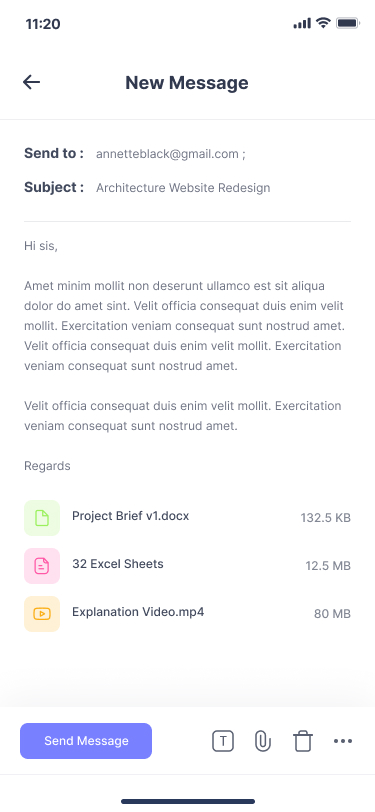 11:20
New Message
Send to : annetteblack@gmail.com ;
Subject : Architecture Website Redesign
Hi sis,
Amet minim mollit non deserunt ullamco est sit aliqua
dolor do amet sint. Velit officia consequat duis enim velit
mollit. Exercitation veniam consequat sunt nostrud amet.
Velit officia consequat duis enim velit mollit. Exercitation
veniam consequat sunt nostrud amet.
Velit officia consequat duis enim velit mollit. Exercitation
veniam consequat sunt nostrud amet.
Regards
Project Brief v1.docx 132.5 KB
32 Excel Sheets 12.5 MB
Explanation Video.mp4 80 MB
Send Message T